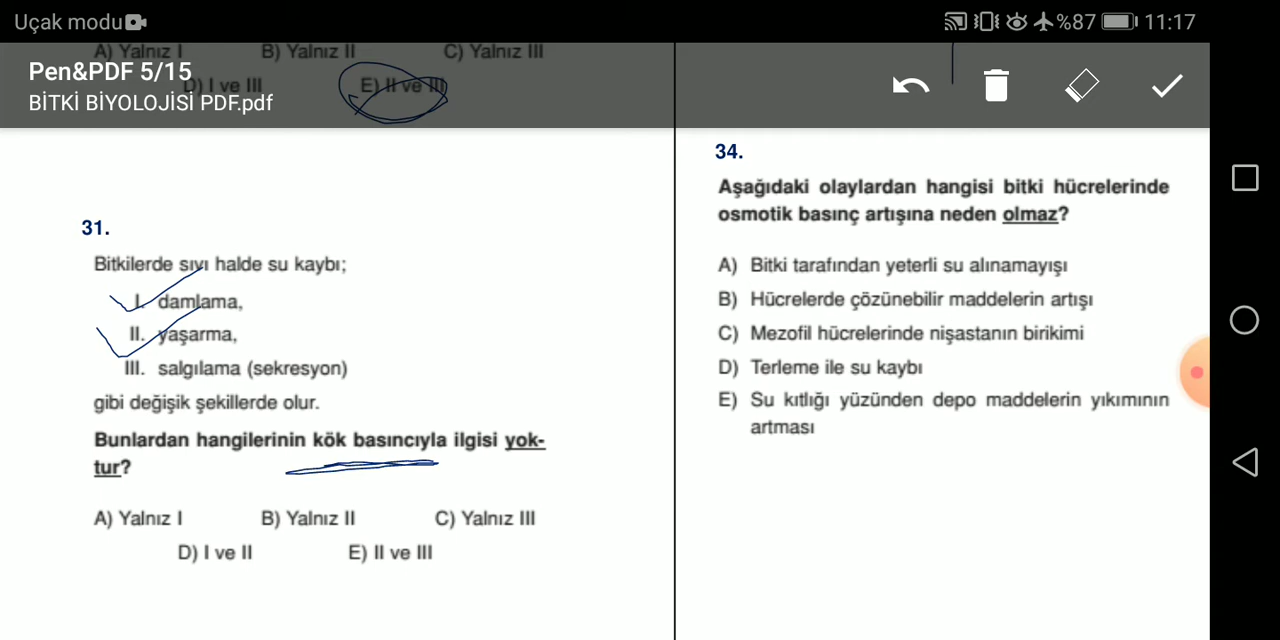 Uçak modu
%87
11:17
A) Yalnız I B) Yalnız II C) Yalnız III
D) I ve III E) II ve III
Pen&PDF 5/15
BİTKİ BİYOLOJİSİ PDF.pdf
31.
Bitkilerde sıvı halde su kaybı;
I. damlama,
II. yaşarma,
III. salgılama (sekresyon)
gibi değişik şekillerde olur.
Bunlardan hangilerinin kök basıncıyla ilgisi yok-
tur?
A) Yalnız I B) Yalnız II C) Yalnız III
D) I ve II E) II ve III
34.
Aşağıdaki olaylardan hangisi bitki hücrelerinde
osmotik basınç artışına neden olmaz?
A) Bitki tarafından yeterli su alınamayışı
B) Hücrelerde çözünebilir maddelerin artışı
C) Mezofil hücrelerinde nişastanın birikimi
D) Terleme ile su kaybı
E) Su kıtlığı yüzünden depo maddelerin yıkımının
artması